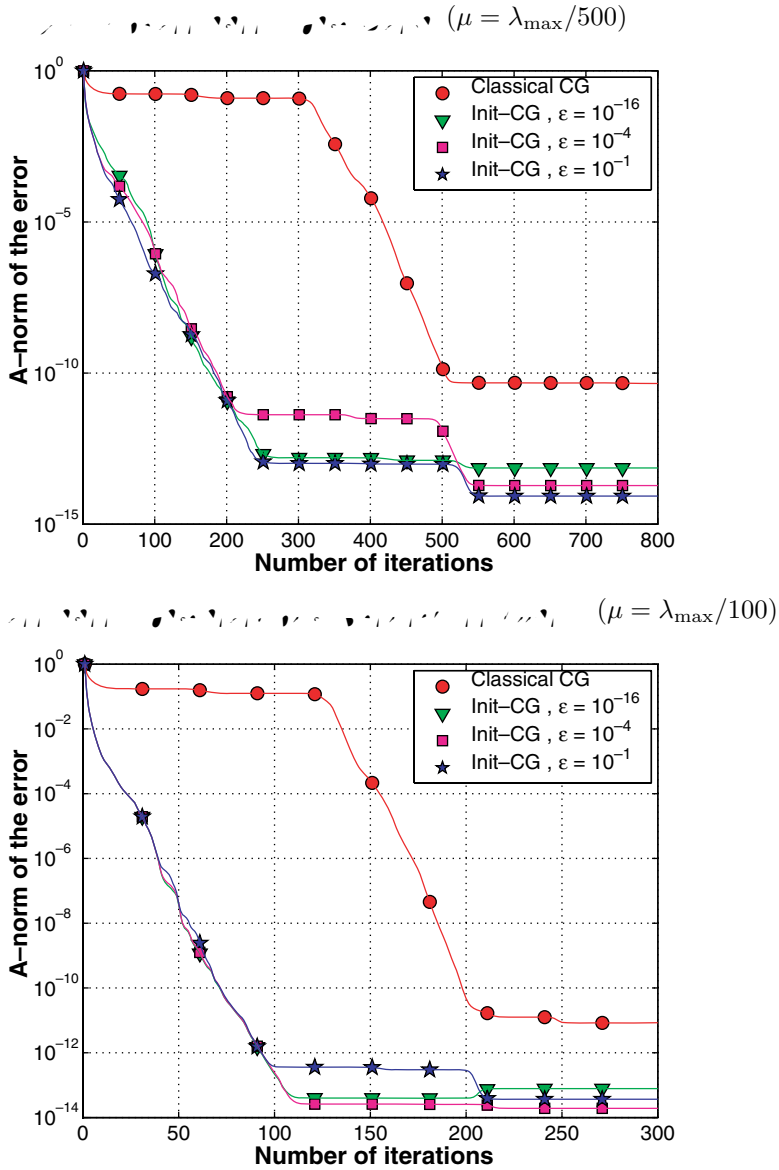 (μ = λmax/500)
10^0
10^−5
10^−10
10^−15
A−norm of the error
Classical CG
Init−CG , ε = 10^−16
Init−CG , ε = 10^−4
Init−CG , ε = 10^−1
0 100 200 300 400 500 600 700 800
Number of iterations
(μ = λmax/100)
10^0
10^−2
10^−4
10^−6
10^−8
10^−10
10^−12
10^−14
A−norm of the error
Classical CG
Init−CG , ε = 10^−16
Init−CG , ε = 10^−4
Init−CG , ε = 10^−1
0 50 100 150 200 250 300
Number of iterations